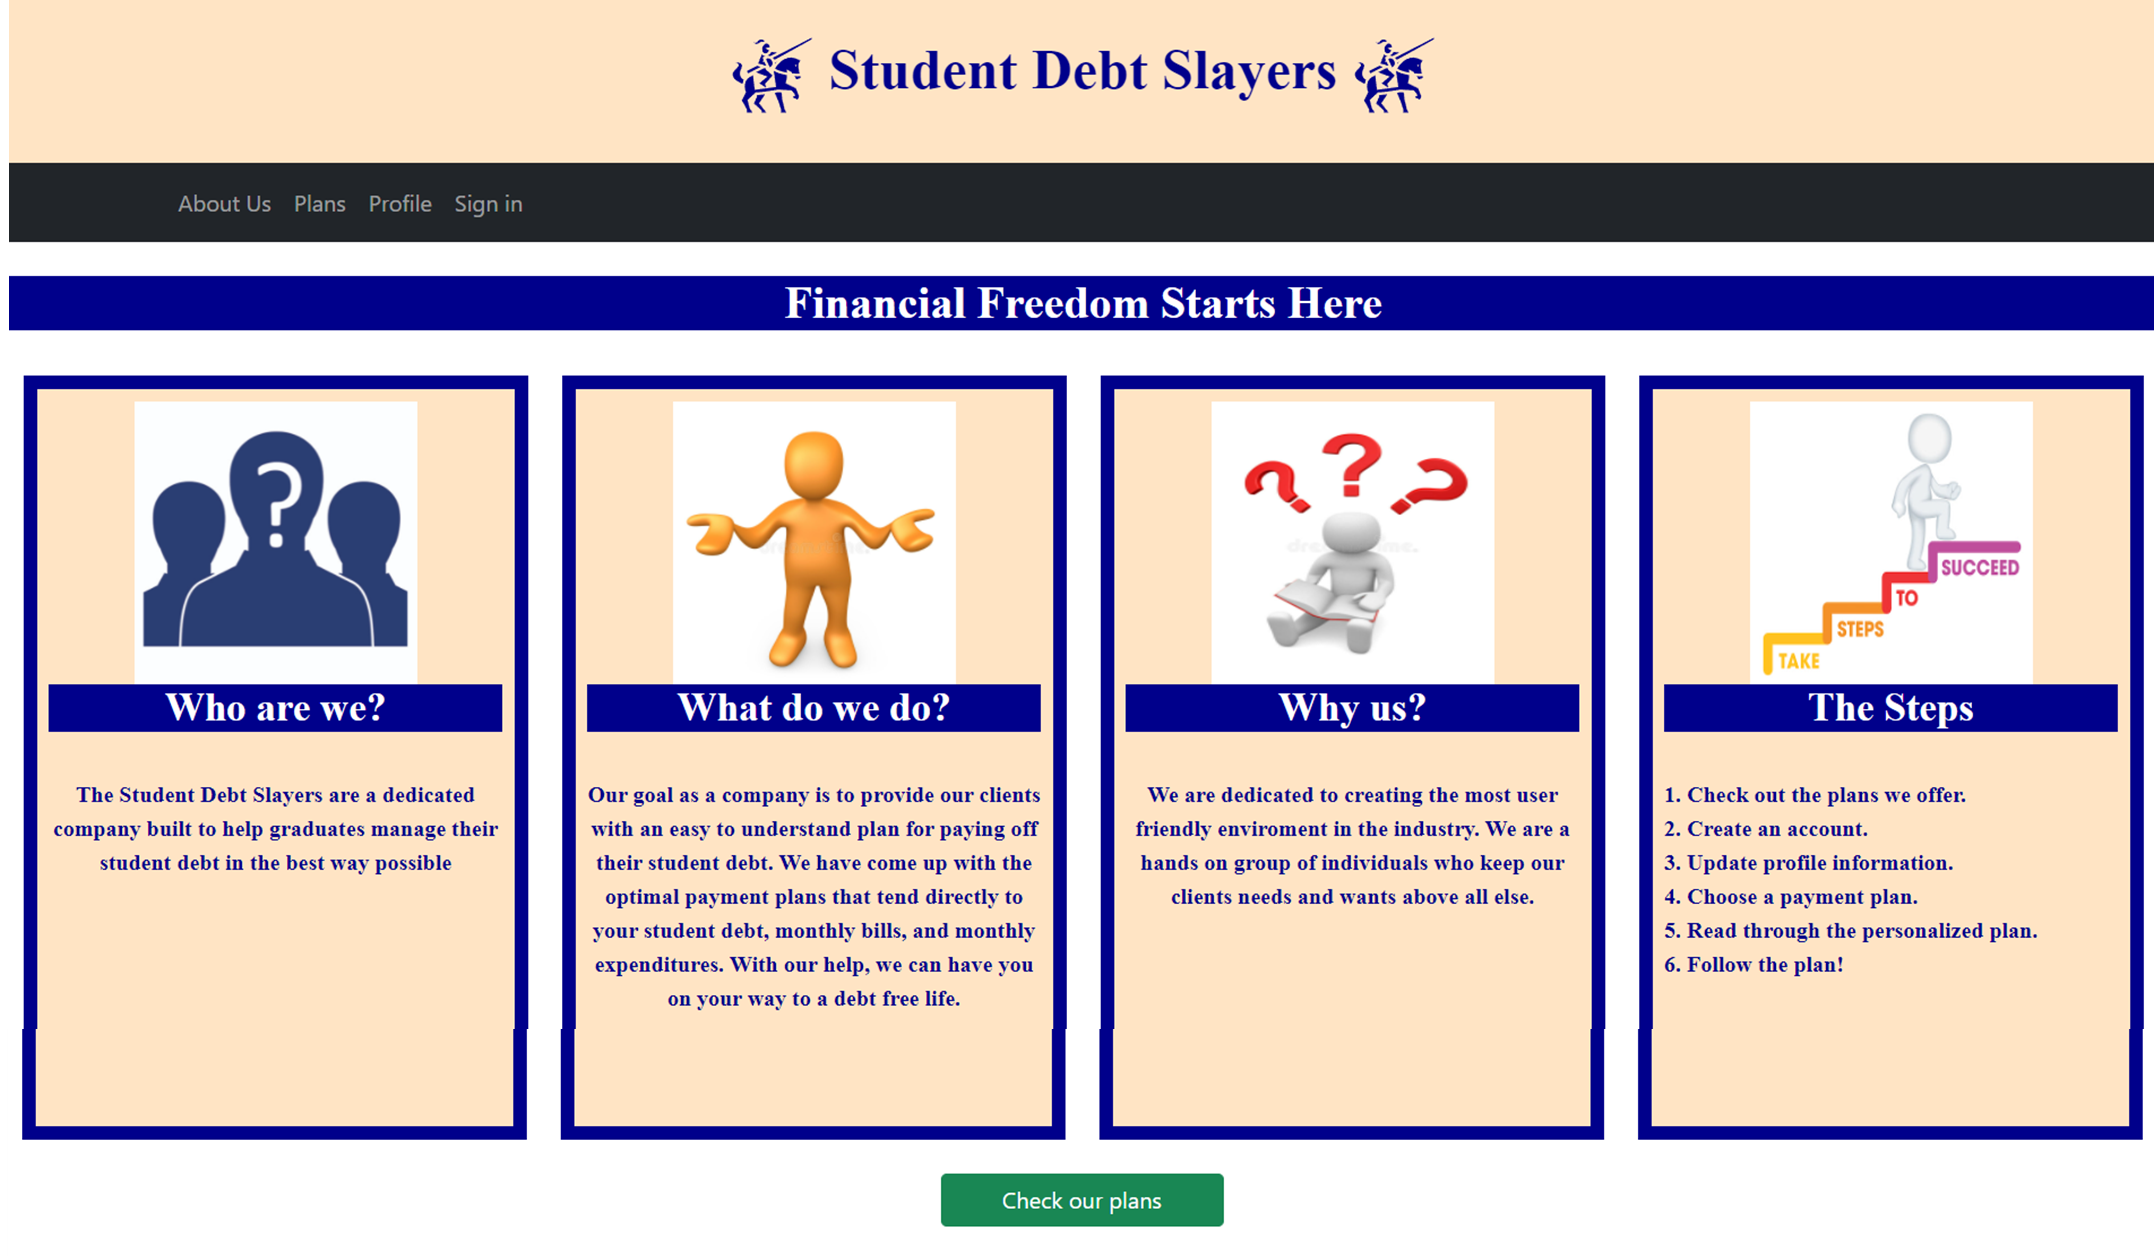 Student Debt Slayers
About Us Plans Profile Sign in
Financial Freedom Starts Here
?
Who are we?
The Student Debt Slayers are a dedicated
company built to help graduates manage their
student debt in the best way possible
What do we do?
Our goal as a company is to provide our clients
with an easy to understand plan for paying off
their student debt. We have come up with the
optimal payment plans that tend directly to
your student debt, monthly bills, and monthly
expenditures. With our help, we can have you
on your way to a debt free life.
? ? ?
Why us?
We are dedicated to creating the most user
friendly enviroment in the industry. We are a
hands on group of individuals who keep our
clients needs and wants above all else.
SUCCEED
TO
STEPS
TAKE
The Steps
1. Check out the plans we offer.
2. Create an account.
3. Update profile information.
4. Choose a payment plan.
5. Read through the personalized plan.
6. Follow the plan!
Check our plans